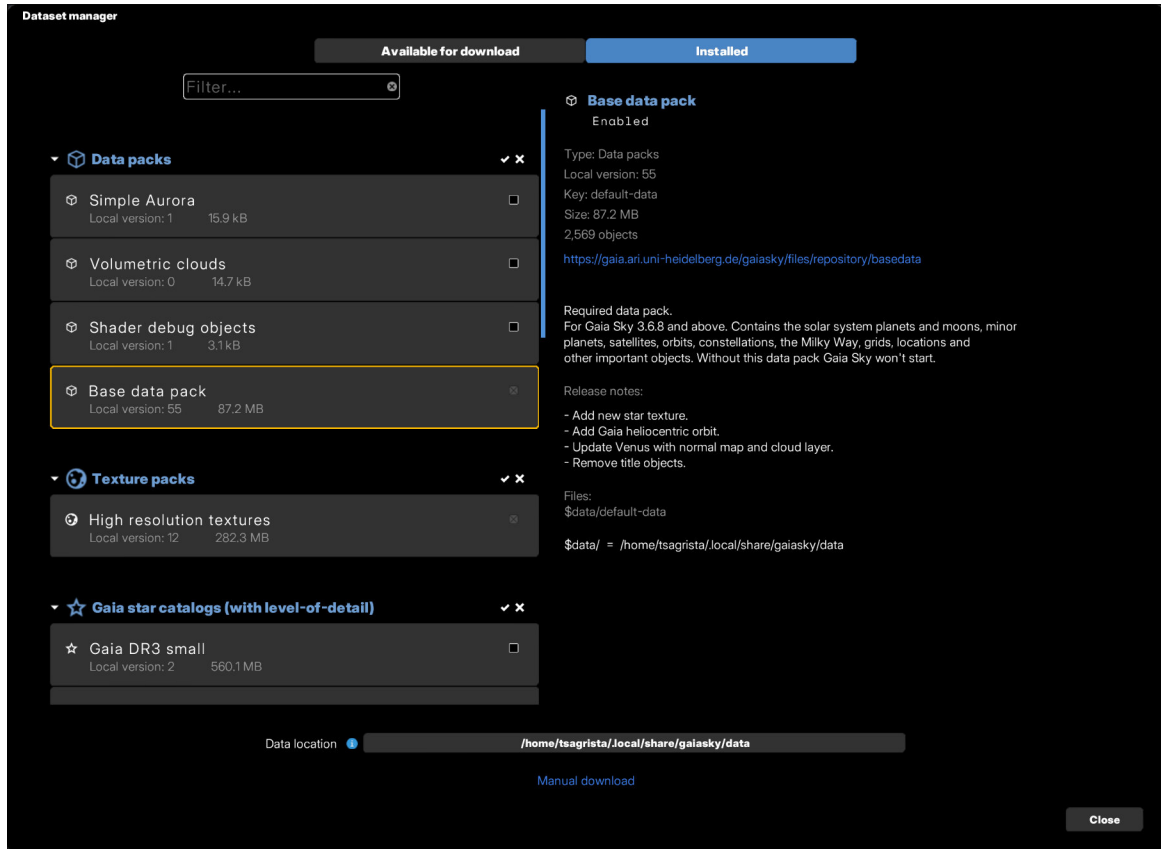 Dataset manager
Available for download
Installed
Filter...
Data packs
Simple Aurora
Local version: 1 15.9 kB
Volumetric clouds
Local version: 0 14.7 kB
Shader debug objects
Local version: 1 3.1 kB
Base data pack
Local version: 55 87.2 MB
Texture packs
High resolution textures
Local version: 12 282.3 MB
Gaia star catalogs (with level-of-detail)
Gaia DR3 small
Local version: 2 560.1 MB
Base data pack
Enabled
Type: Data packs
Local version: 55
Key: default-data
Size: 87.2 MB
2,569 objects
https://gaia.ari.uni-heidelberg.de/gaiasky/files/repository/basedata
Required data pack.
For Gaia Sky 3.6.8 and above. Contains the solar system planets and moons, minor
planets, satellites, orbits, constellations, the Milky Way, grids, locations and
other important objects. Without this data pack Gaia Sky won't start.
Release notes:
- Add new star texture.
- Add Gaia heliocentric orbit.
- Update Venus with normal map and cloud layer.
- Remove title objects.
Files:
$data/default-data
$data/ = /home/tsagrista/.local/share/gaiasky/data
Data location /home/tsagrista/.local/share/gaiasky/data
Manual download
Close